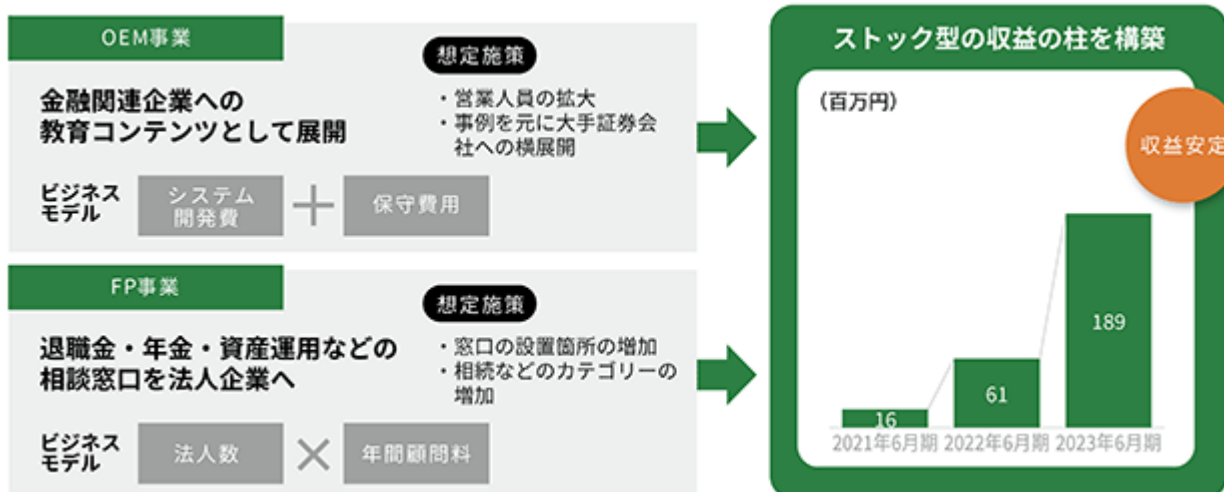 OEM事業
想定施策
金融関連企業への
教育コンテンツとして展開
・営業人員の拡大
・事例を元に大手証券会
社への横展開
ビジネス
モデル
システム
開発費
+
保守費用
FP事業
想定施策
退職金・年金・資産運用などの
相談窓口を法人企業へ
・窓口の設置箇所の増加
・相続などのカテゴリーの
増加
ビジネス
モデル
法人数
×
年間顧問料
ストック型の収益の柱を構築
(百万円)
収益安定
16
61
189
2021年6月期 2022年6月期 2023年6月期